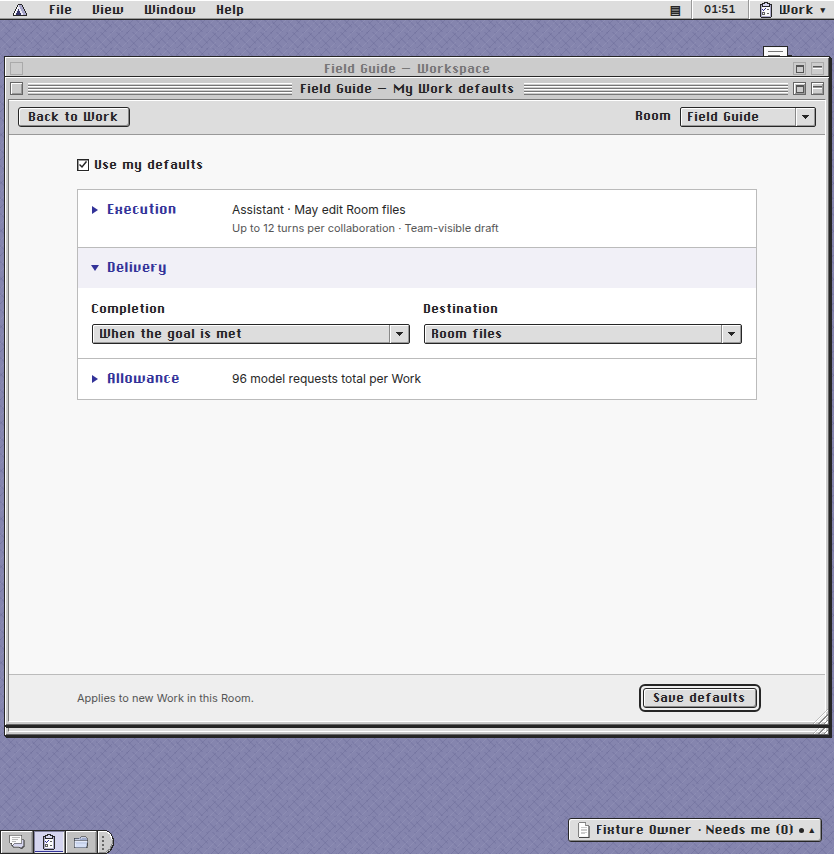 File View Window Help 01:51 Work
Field Guide — Workspace
Field Guide — My Work defaults
Back to Work Room Field Guide
Use my defaults
Execution Assistant · May edit Room files
Up to 12 turns per collaboration · Team-visible draft
Delivery
Completion Destination
When the goal is met Room files
Allowance 96 model requests total per Work
Applies to new Work in this Room. Save defaults
Fixture Owner · Needs me (0)